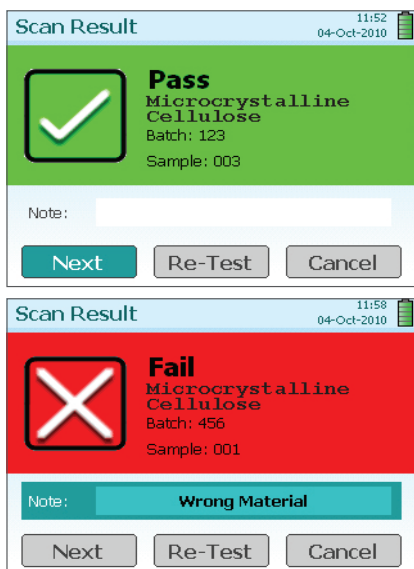 Scan Result
11:52
04-Oct-2010
Pass
Microcrystalline
Cellulose
Batch: 123
Sample: 003
Note:
Next Re-Test Cancel
Scan Result
11:58
04-Oct-2010
Fail
Microcrystalline
Cellulose
Batch: 456
Sample: 001
Note: Wrong Material
Next Re-Test Cancel